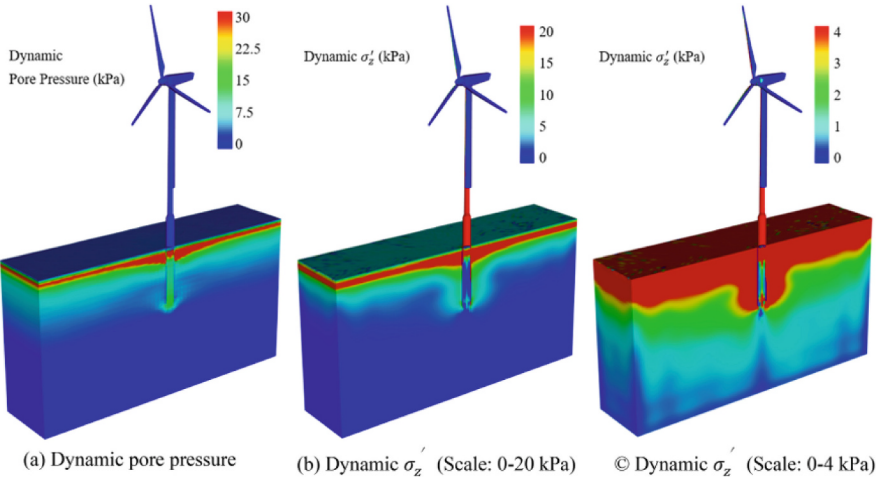 Dynamic
Pore Pressure (kPa)
30
22.5
15
7.5
0
Dynamic σ′z (kPa)
20
15
10
5
0
Dynamic σ′z (kPa)
4
3
2
1
0
(a) Dynamic pore pressure
(b) Dynamic σz′ (Scale: 0-20 kPa)
© Dynamic σz′ (Scale: 0-4 kPa)